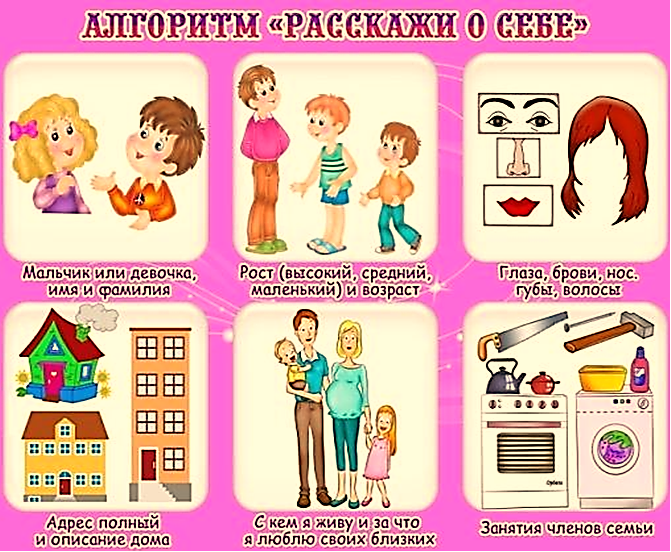 АЛГОРИТМ «РАССКАЖИ О СЕБЕ»
Мальчик или девочка,
имя и фамилия
Рост (высокий, средний,
маленький) и возраст
Глаза, брови, нос.
губы, волосы
Адрес полный
и описание дома
С кем я живу и за что
я люблю своих близких
Занятия членов семьи